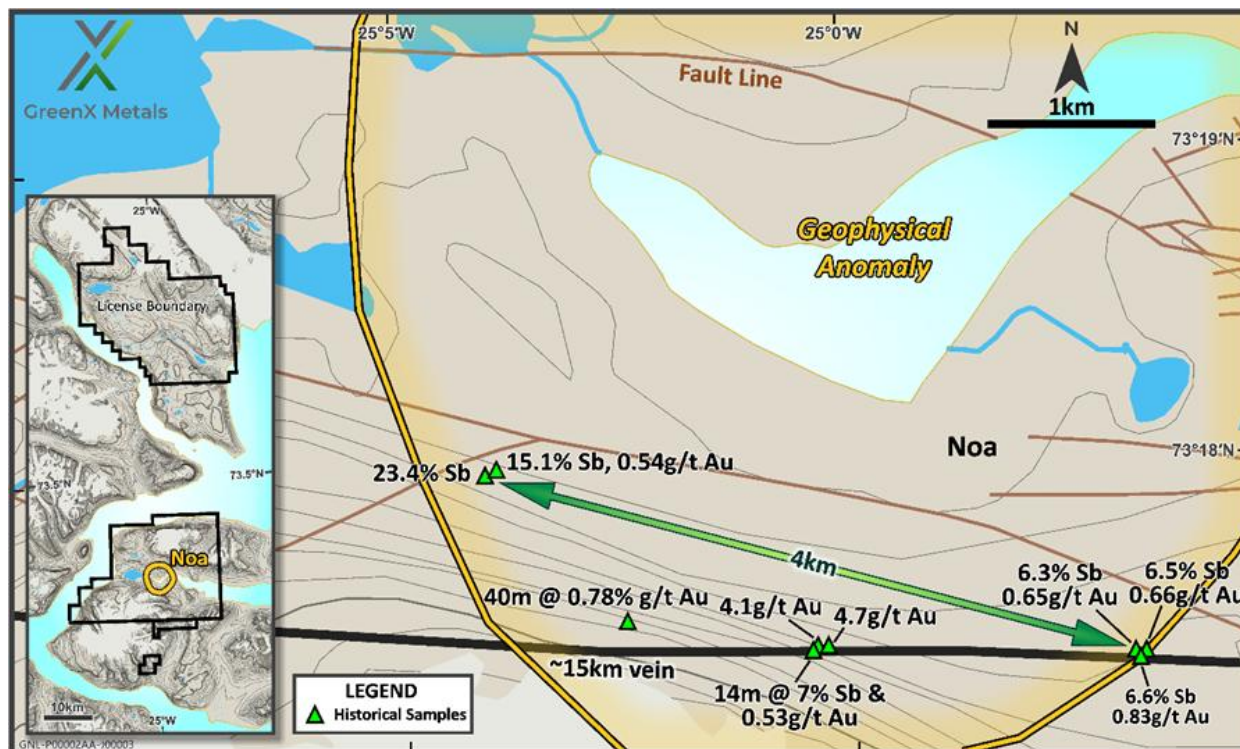 GreenX Metals
25°5'W
25°0'W
N
1km
73°19'N
Fault Line
Geophysical
Anomaly
25°W
License Boundary
73.5°N
73.5°N
Noa
10km
25°W
GNL-P00002AA-J00003
Noa
73°18'N
23.4% Sb
15.1% Sb, 0.54g/t Au
4km
40m @ 0.78% g/t Au
4.1g/t Au
4.7g/t Au
6.3% Sb
0.65g/t Au
6.5% Sb
0.66g/t Au
~15km vein
14m @ 7% Sb &
0.53g/t Au
6.6% Sb
0.83g/t Au
LEGEND
Historical Samples